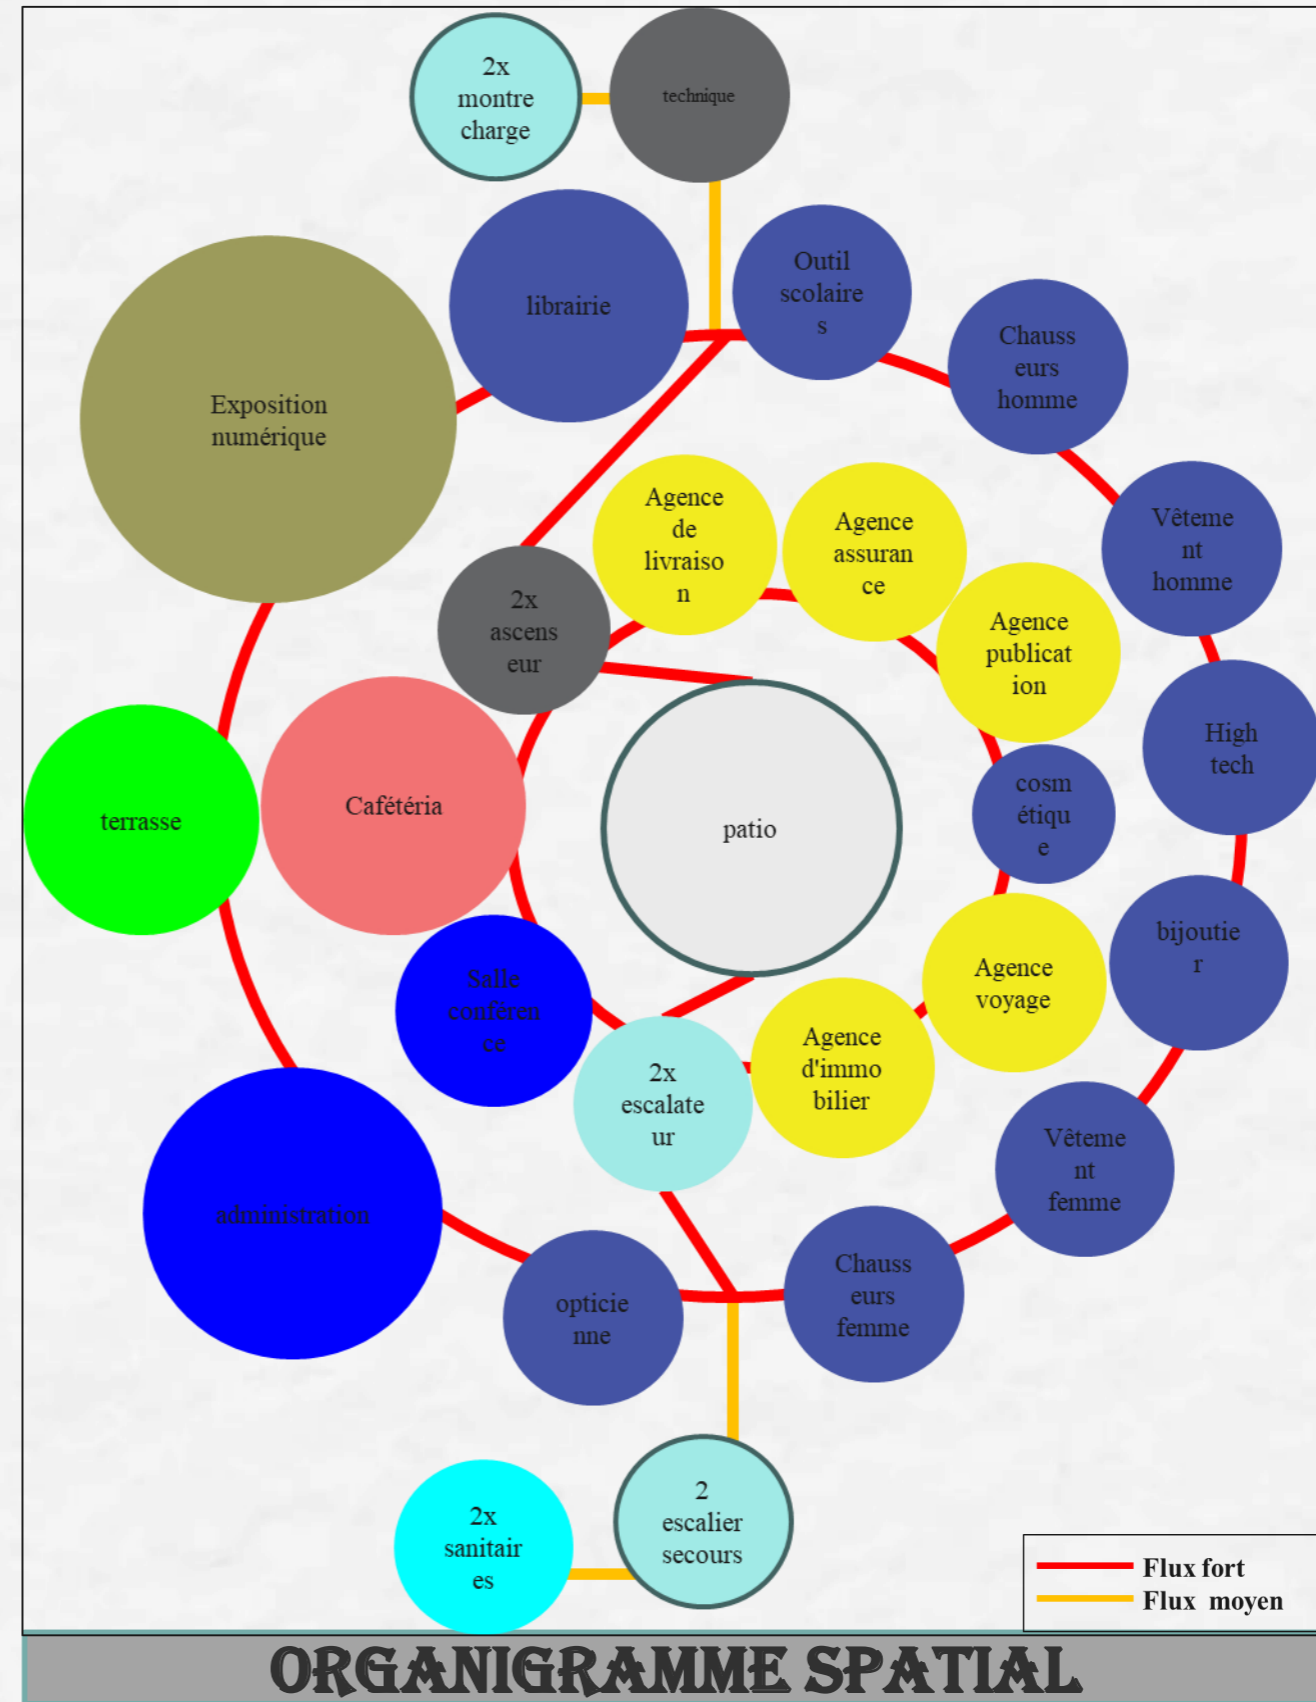 2x
montre
charge
technique
librairie
Outil
scolaire
s
Exposition
numérique
Chauss
eurs
homme
Agence
de
livraiso
n
Agence
assuran
ce
Vêteme
nt
homme
2x
ascens
eur
Agence
publicat
ion
High
tech
terrasse
Cafétéria
patio
cosm
étiqu
e
Salle
conféren
ce
Agence
voyage
bijoutie
r
2x
escalate
ur
Agence
d'immo
bilier
Vêteme
nt
femme
administration
opticie
nne
Chauss
eurs
femme
2x
sanitair
es
2
escalier
secours
Flux fort
Flux  moyen
ORGANIGRAMME SPATIAL